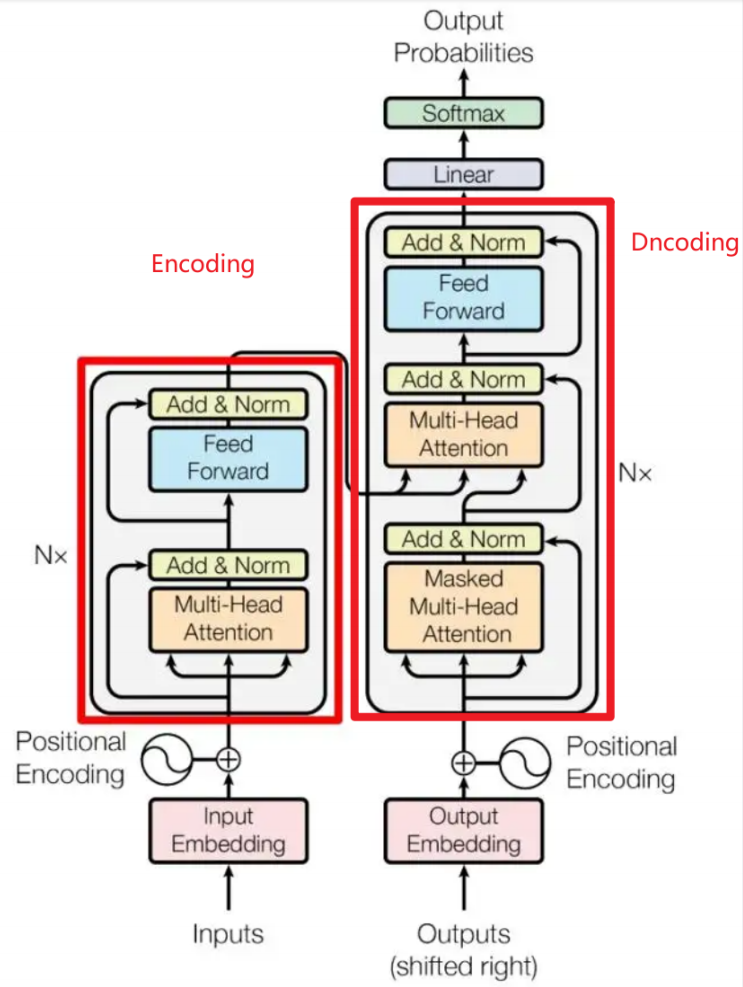 Output
Probabilities
Softmax
Linear
Dncoding
Add & Norm
Feed
Forward
Add & Norm
Multi-Head
Attention
Nx
Add & Norm
Masked
Multi-Head
Attention
Encoding
Add & Norm
Feed
Forward
Nx
Add & Norm
Multi-Head
Attention
Positional
Encoding
Positional
Encoding
Input
Embedding
Output
Embedding
Inputs
Outputs
(shifted right)